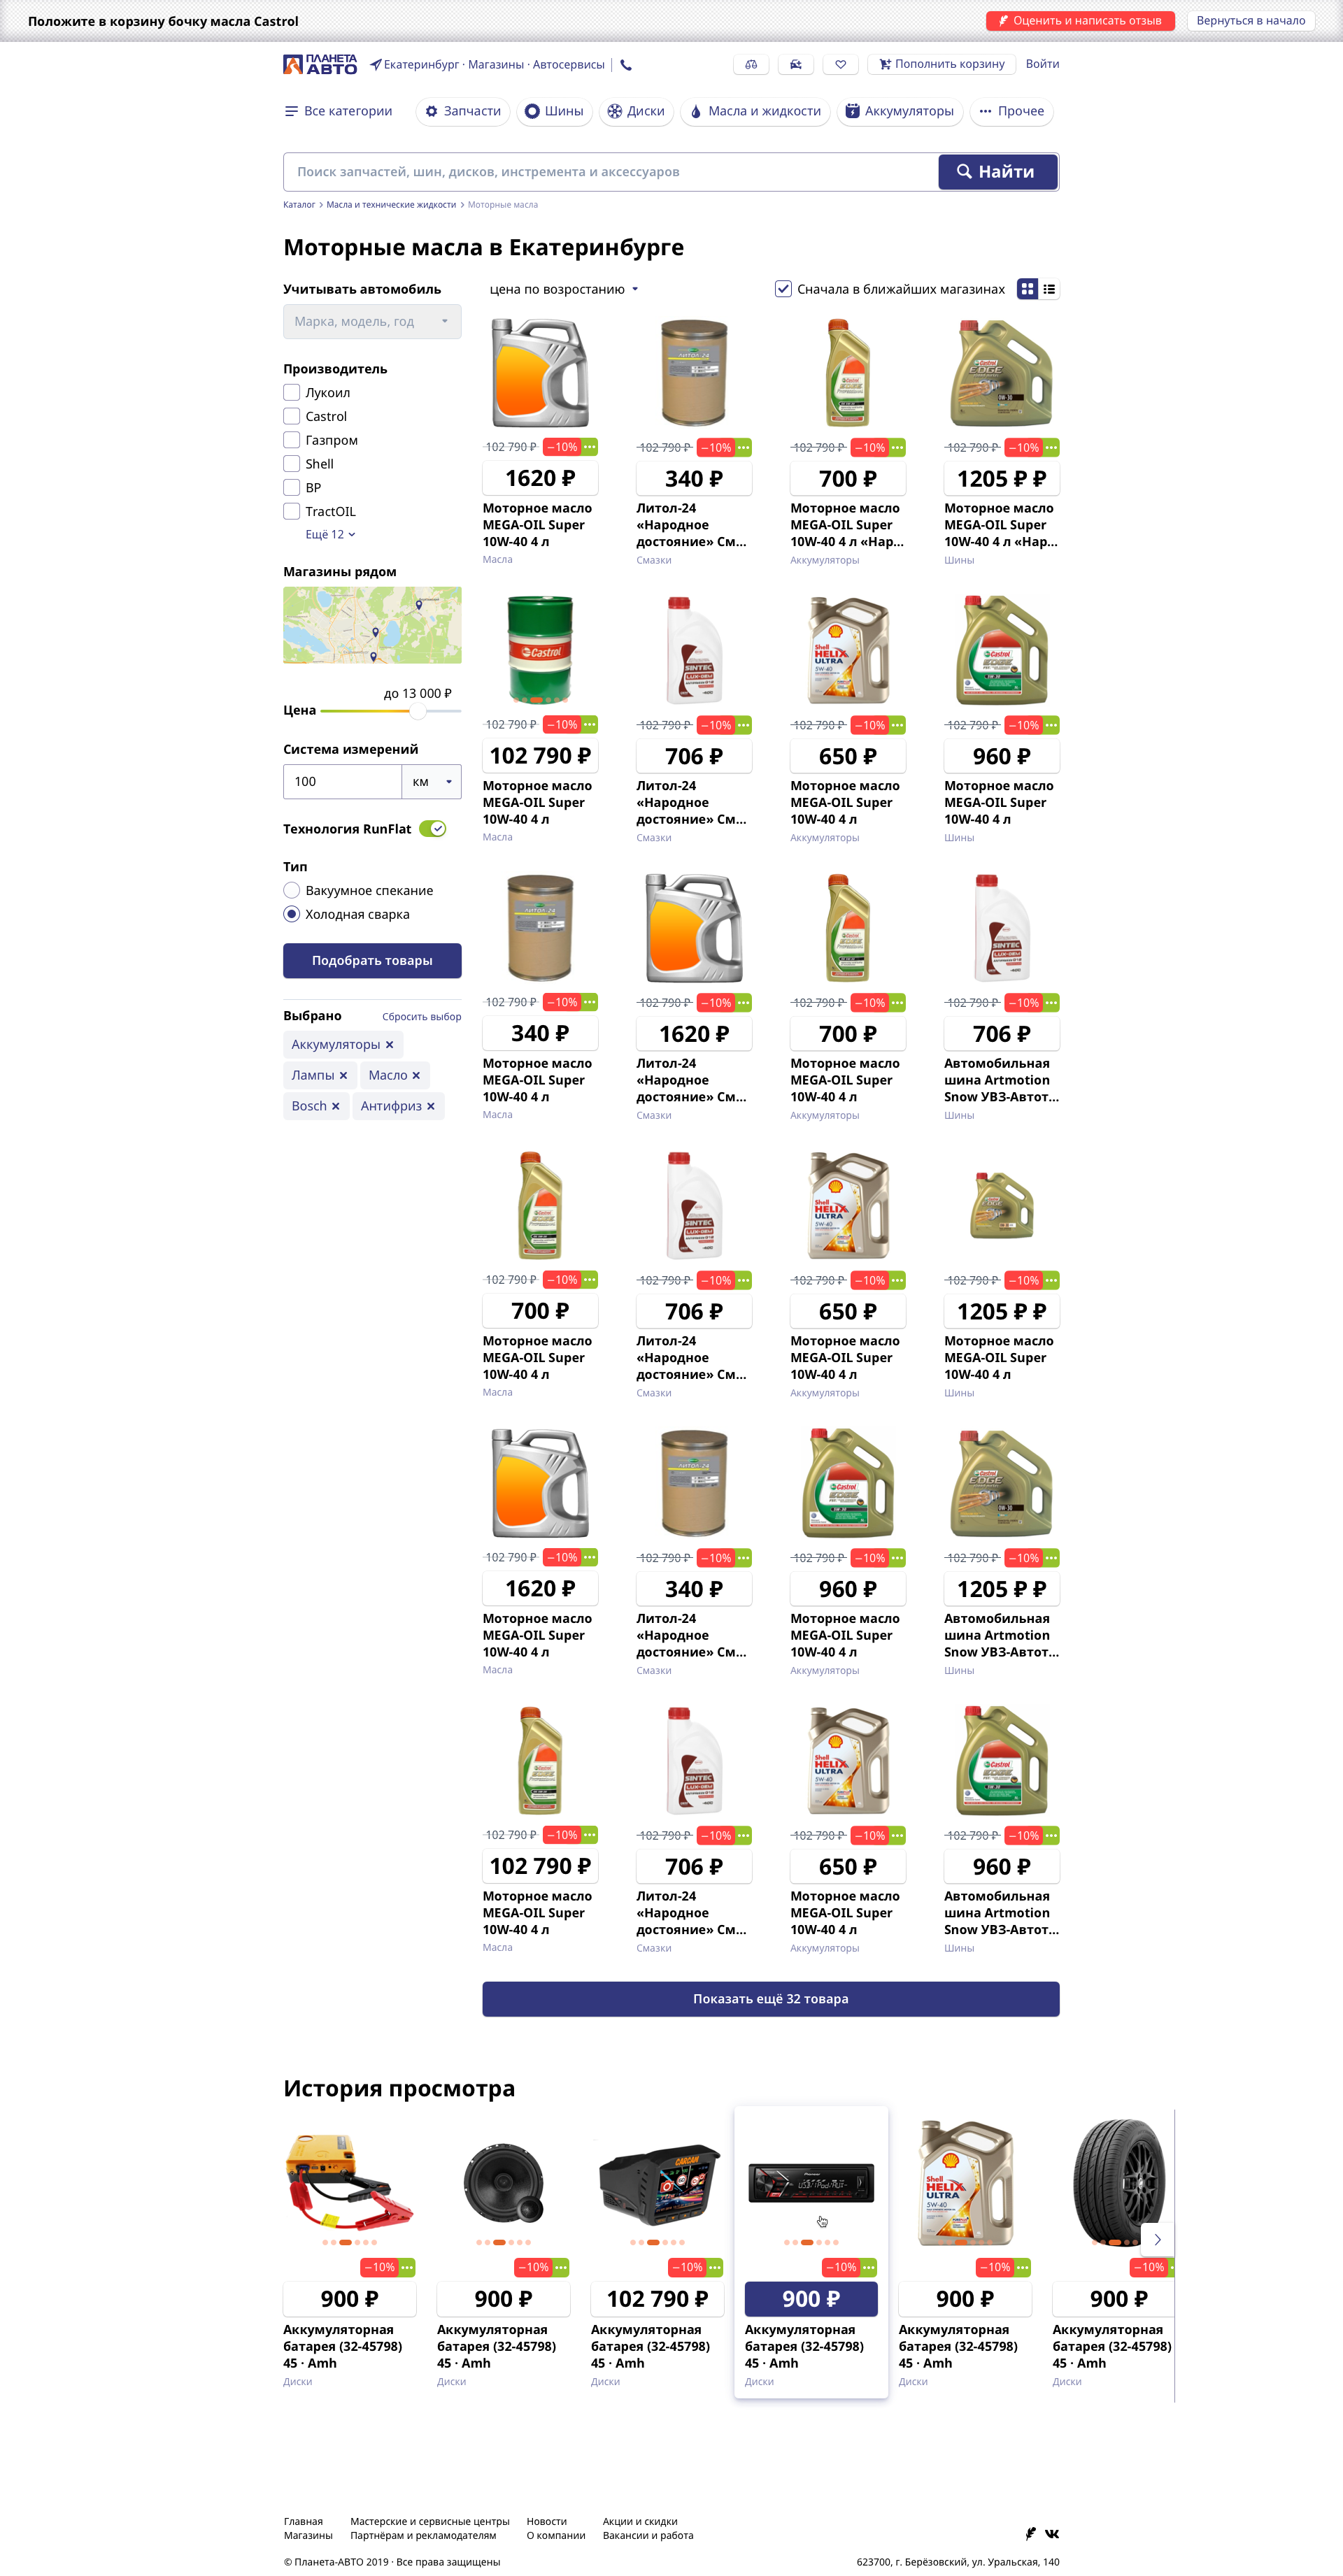 Положите в корзину бочку масла Castrol
Оценить и написать отзыв
Вернуться в начало
ПЛАНЕТА АВТО
Екатеринбург · Магазины · Автосервисы
Пополнить корзину
Войти
Все категории
Запчасти
Шины
Диски
Масла и жидкости
Аккумуляторы
Прочее
Поиск запчастей, шин, дисков, инстремента и аксессуаров
Найти
Каталог > Масла и технические жидкости > Моторные масла
Моторные масла в Екатеринбурге
Учитывать автомобиль
Марка, модель, год
Производитель
Лукоил
Castrol
Газпром
Shell
BP
TractOIL
Ещё 12
Магазины рядом
до 13 000 ₽
Цена
Система измерений
100 км
Технология RunFlat
Тип
Вакуумное спекание
Холодная сварка
Подобрать товары
Выбрано
Сбросить выбор
Аккумуляторы ×
Лампы × Масло ×
Bosch × Антифриз ×
цена по возростанию
Сначала в ближайших магазинах
102 790 ₽ –10% 102 790 ₽ –10% 102 790 ₽ –10% 102 790 ₽ –10%
1620 ₽ 340 ₽ 700 ₽ 1205 ₽ ₽
Моторное масло Литол-24 Моторное масло Моторное масло
MEGA-OIL Super «Народное MEGA-OIL Super MEGA-OIL Super
10W-40 4 л достояние» См... 10W-40 4 л «Нар... 10W-40 4 л «Нар...
Масла Смазки Аккумуляторы Шины
102 790 ₽ –10% 102 790 ₽ –10% 102 790 ₽ –10% 102 790 ₽ –10%
102 790 ₽ 706 ₽ 650 ₽ 960 ₽
Моторное масло Литол-24 Моторное масло Моторное масло
MEGA-OIL Super «Народное MEGA-OIL Super MEGA-OIL Super
10W-40 4 л достояние» См... 10W-40 4 л 10W-40 4 л
Масла Смазки Аккумуляторы Шины
102 790 ₽ –10% 102 790 ₽ –10% 102 790 ₽ –10% 102 790 ₽ –10%
340 ₽ 1620 ₽ 700 ₽ 706 ₽
Моторное масло Литол-24 Моторное масло Автомобильная
MEGA-OIL Super «Народное MEGA-OIL Super шина Artmotion
10W-40 4 л достояние» См... 10W-40 4 л Snow УВЗ-Автот...
Масла Смазки Аккумуляторы Шины
102 790 ₽ –10% 102 790 ₽ –10% 102 790 ₽ –10% 102 790 ₽ –10%
700 ₽ 706 ₽ 650 ₽ 1205 ₽ ₽
Моторное масло Литол-24 Моторное масло Моторное масло
MEGA-OIL Super «Народное MEGA-OIL Super MEGA-OIL Super
10W-40 4 л достояние» См... 10W-40 4 л 10W-40 4 л
Масла Смазки Аккумуляторы Шины
102 790 ₽ –10% 102 790 ₽ –10% 102 790 ₽ –10% 102 790 ₽ –10%
1620 ₽ 340 ₽ 960 ₽ 1205 ₽ ₽
Моторное масло Литол-24 Моторное масло Автомобильная
MEGA-OIL Super «Народное MEGA-OIL Super шина Artmotion
10W-40 4 л достояние» См... 10W-40 4 л Snow УВЗ-Автот...
Масла Смазки Аккумуляторы Шины
102 790 ₽ –10% 102 790 ₽ –10% 102 790 ₽ –10% 102 790 ₽ –10%
102 790 ₽ 706 ₽ 650 ₽ 960 ₽
Моторное масло Литол-24 Моторное масло Автомобильная
MEGA-OIL Super «Народное MEGA-OIL Super шина Artmotion
10W-40 4 л достояние» См... 10W-40 4 л Snow УВЗ-Автот...
Масла Смазки Аккумуляторы Шины
Показать ещё 32 товара
История просмотра
–10% –10% –10% –10% –10% –10%
900 ₽ 900 ₽ 102 790 ₽ 900 ₽ 900 ₽ 900 ₽
Аккумуляторная Аккумуляторная Аккумуляторная Аккумуляторная Аккумуляторная Аккумуляторная
батарея (32-45798) батарея (32-45798) батарея (32-45798) батарея (32-45798) батарея (32-45798) батарея (32-45798)
45 · Amh 45 · Amh 45 · Amh 45 · Amh 45 · Amh 45 · Amh
Диски Диски Диски Диски Диски Диски
Главная Мастерские и сервисные центры Новости Акции и скидки
Магазины Партнёрам и рекламодателям О компании Вакансии и работа
© Планета-АВТО 2019 · Все права защищены
623700, г. Берёзовский, ул. Уральская, 140